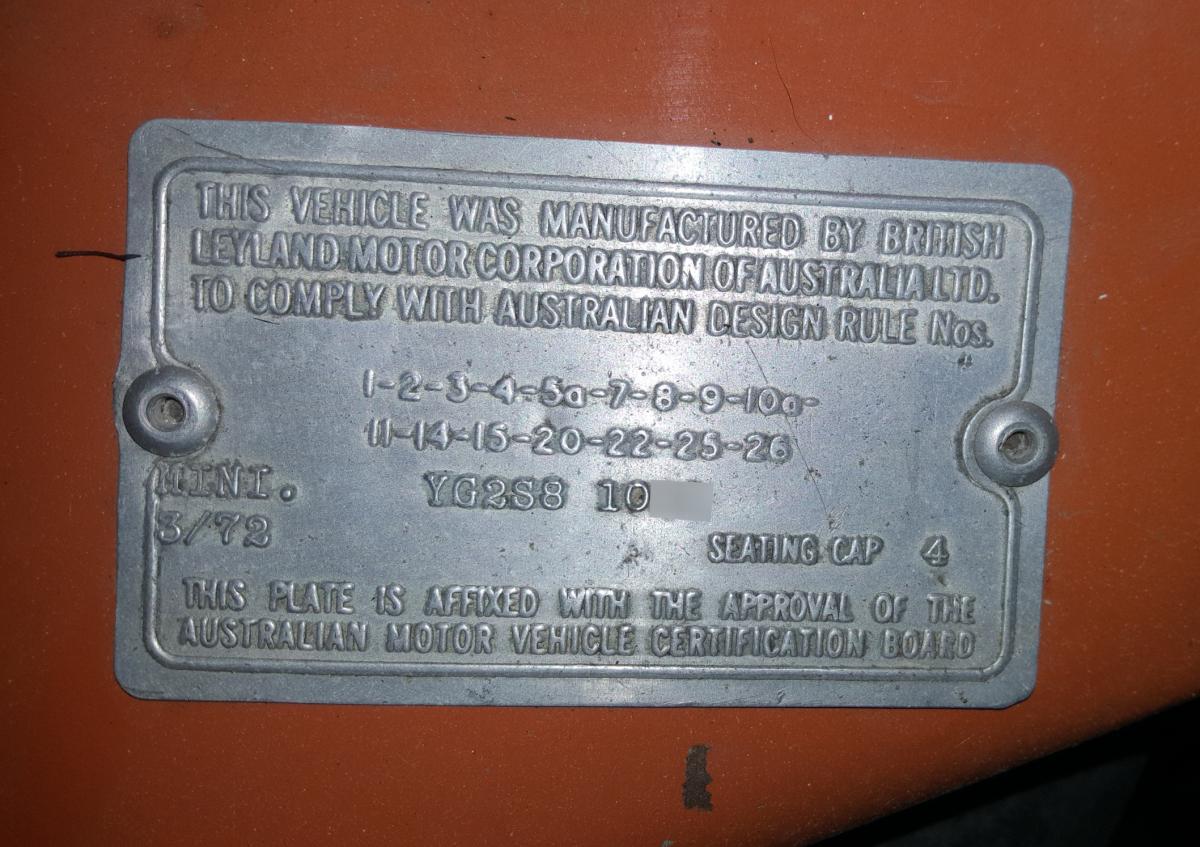 THIS VEHICLE WAS MANUFACTURED BY BRITISH
LEYLAND MOTOR CORPORATION OF AUSTRALIA LTD.
TO COMPLY WITH AUSTRALIAN DESIGN RULE Nos.
1-2-3-4-5a-7-8-9-10a-
11-14-15-20-22-25-26
MINI. YG2S8 10
3/72
SEATING CAP 4
THIS PLATE IS AFFIXED WITH THE APPROVAL OF THE
AUSTRALIAN MOTOR VEHICLE CERTIFICATION BOARD